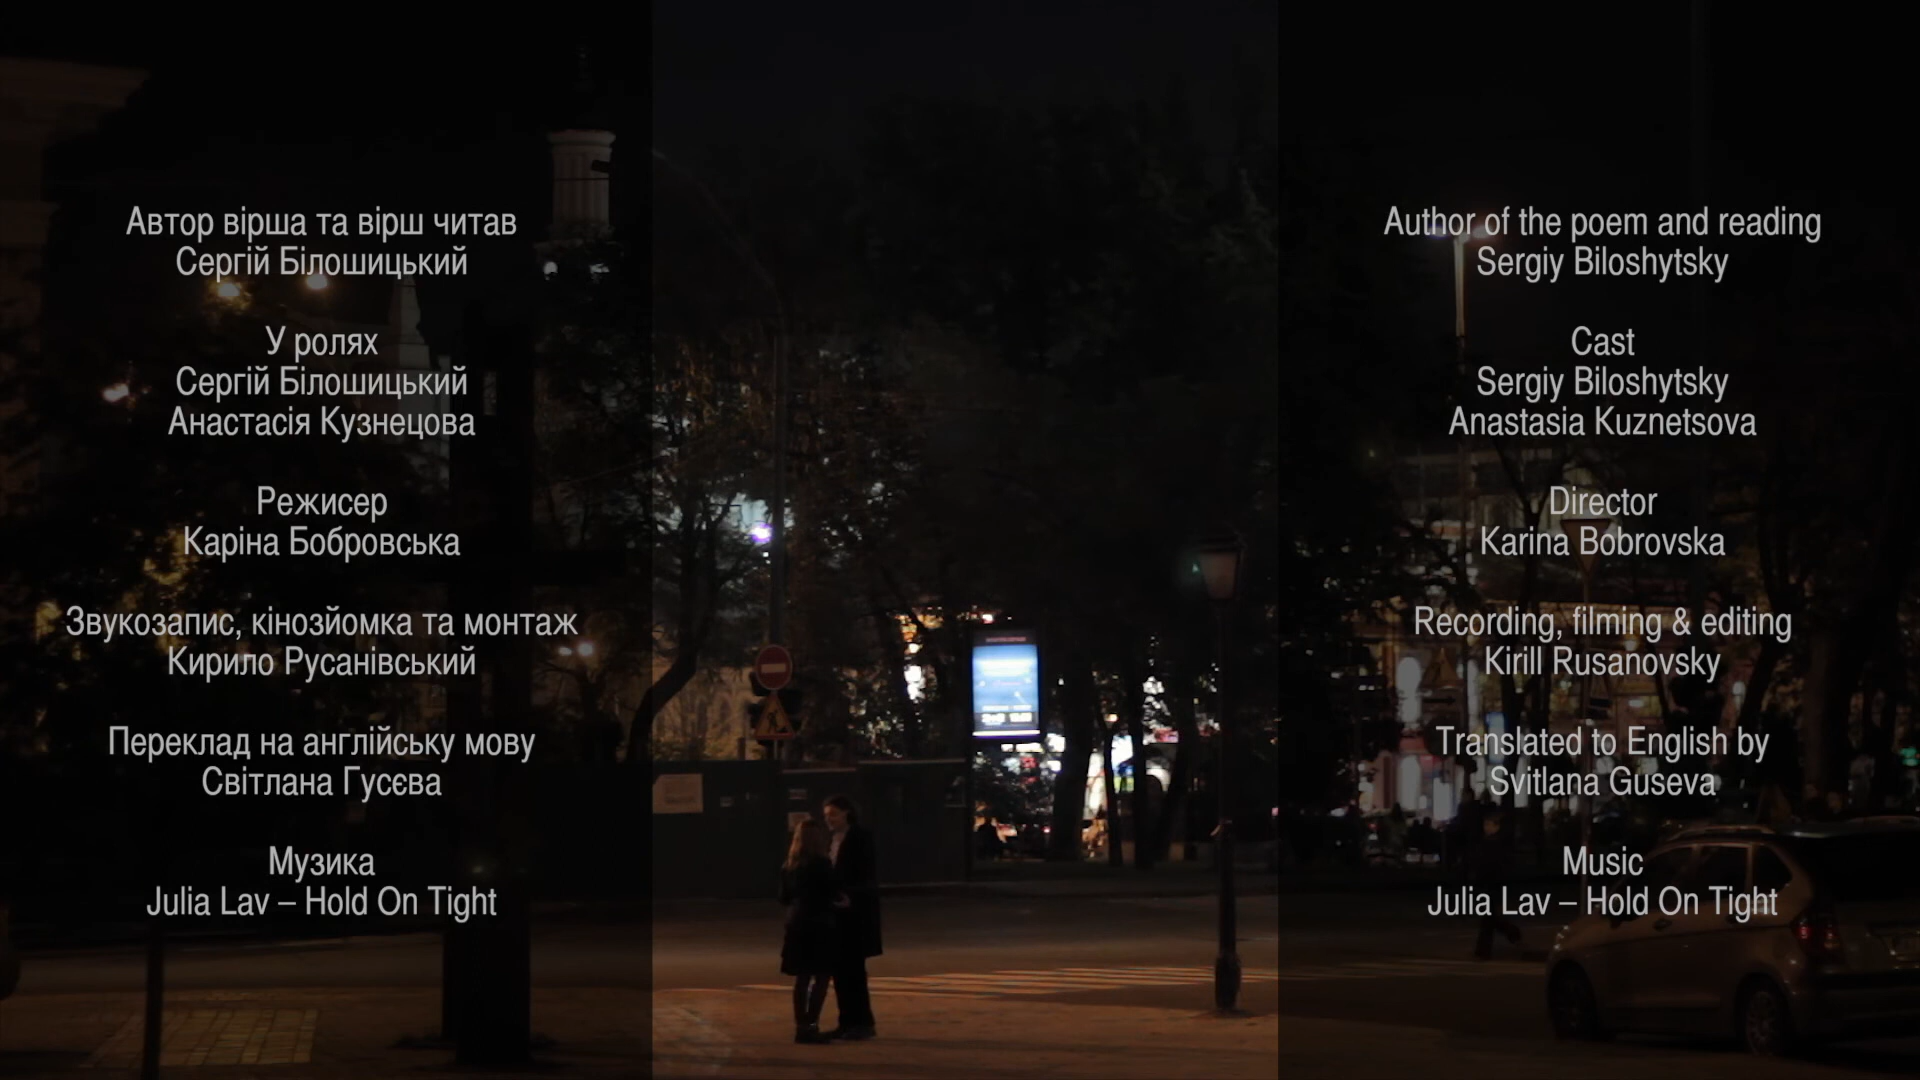 Автор вірша та вірш читав
Сергій Білошицький
У ролях
Сергій Білошицький
Анастасія Кузнецова
Режисер
Каріна Бобровська
Звукозапис, кінозйомка та монтаж
Кирило Русанівський
Переклад на англійську мову
Світлана Гусєва
Музика
Julia Lav – Hold On Tight
Author of the poem and reading
Sergiy Biloshytsky
Cast
Sergiy Biloshytsky
Anastasia Kuznetsova
Director
Karina Bobrovska
Recording, filming & editing
Kirill Rusanovsky
Translated to English by
Svitlana Guseva
Music
Julia Lav – Hold On Tight